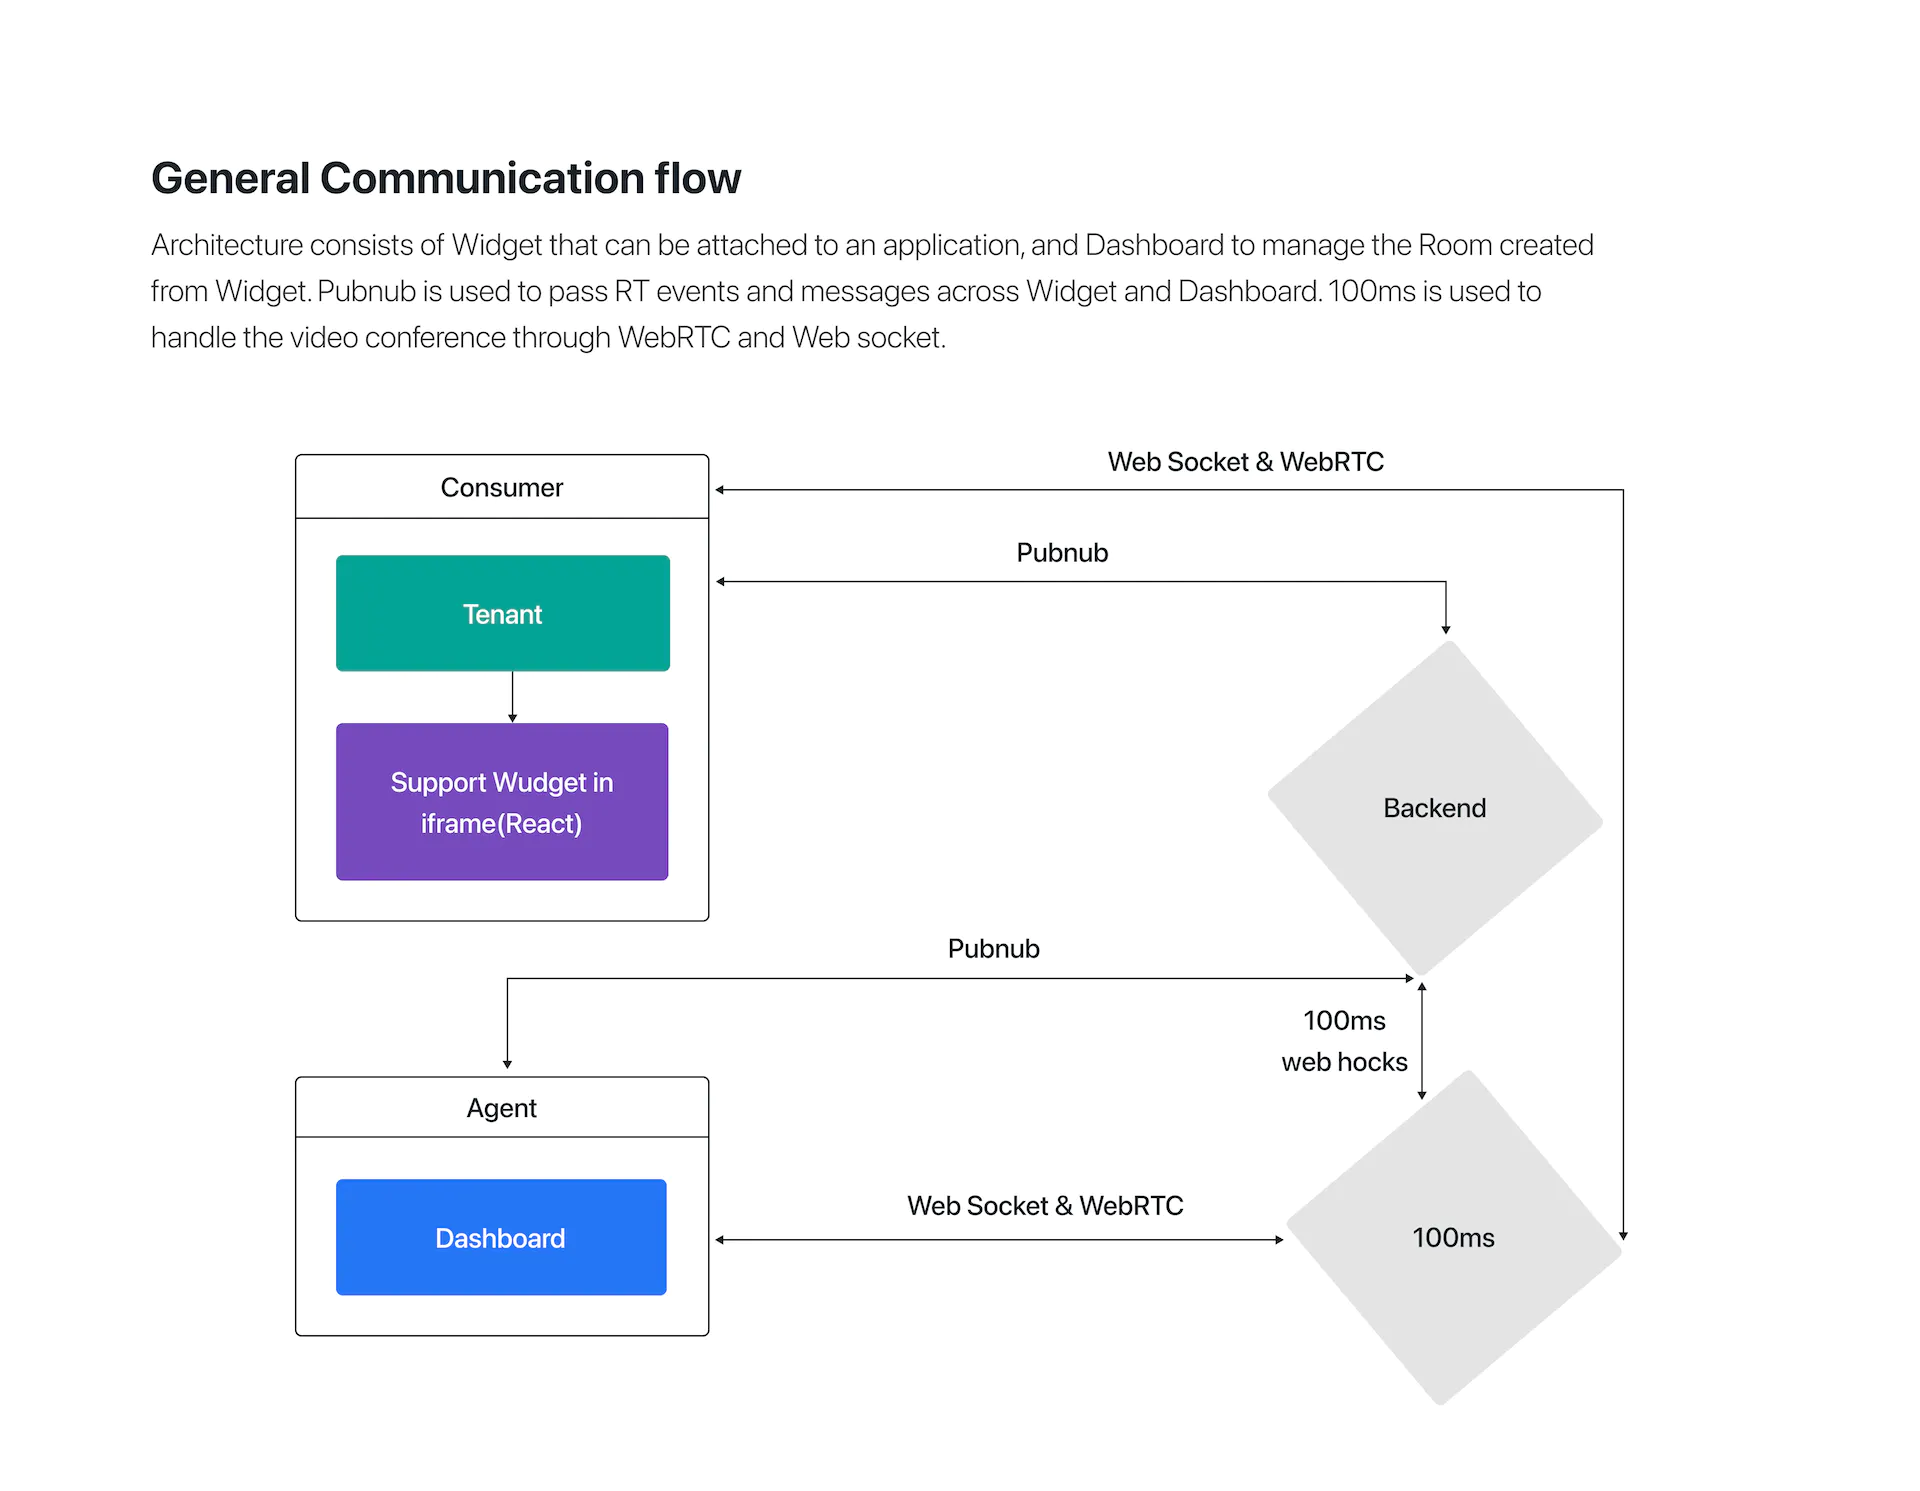 General Communication flow
Architecture consists of Widget that can be attached to an application, and Dashboard to manage the Room created
from Widget. Pubnub is used to pass RT events and messages across Widget and Dashboard. 100ms is used to
handle the video conference through WebRTC and Web socket.
Web Socket & WebRTC
Consumer
Pubnub
Tenant
Support Wudget in
iframe(React)
Backend
Pubnub
100ms
web hocks
Agent
Web Socket & WebRTC
Dashboard
100ms